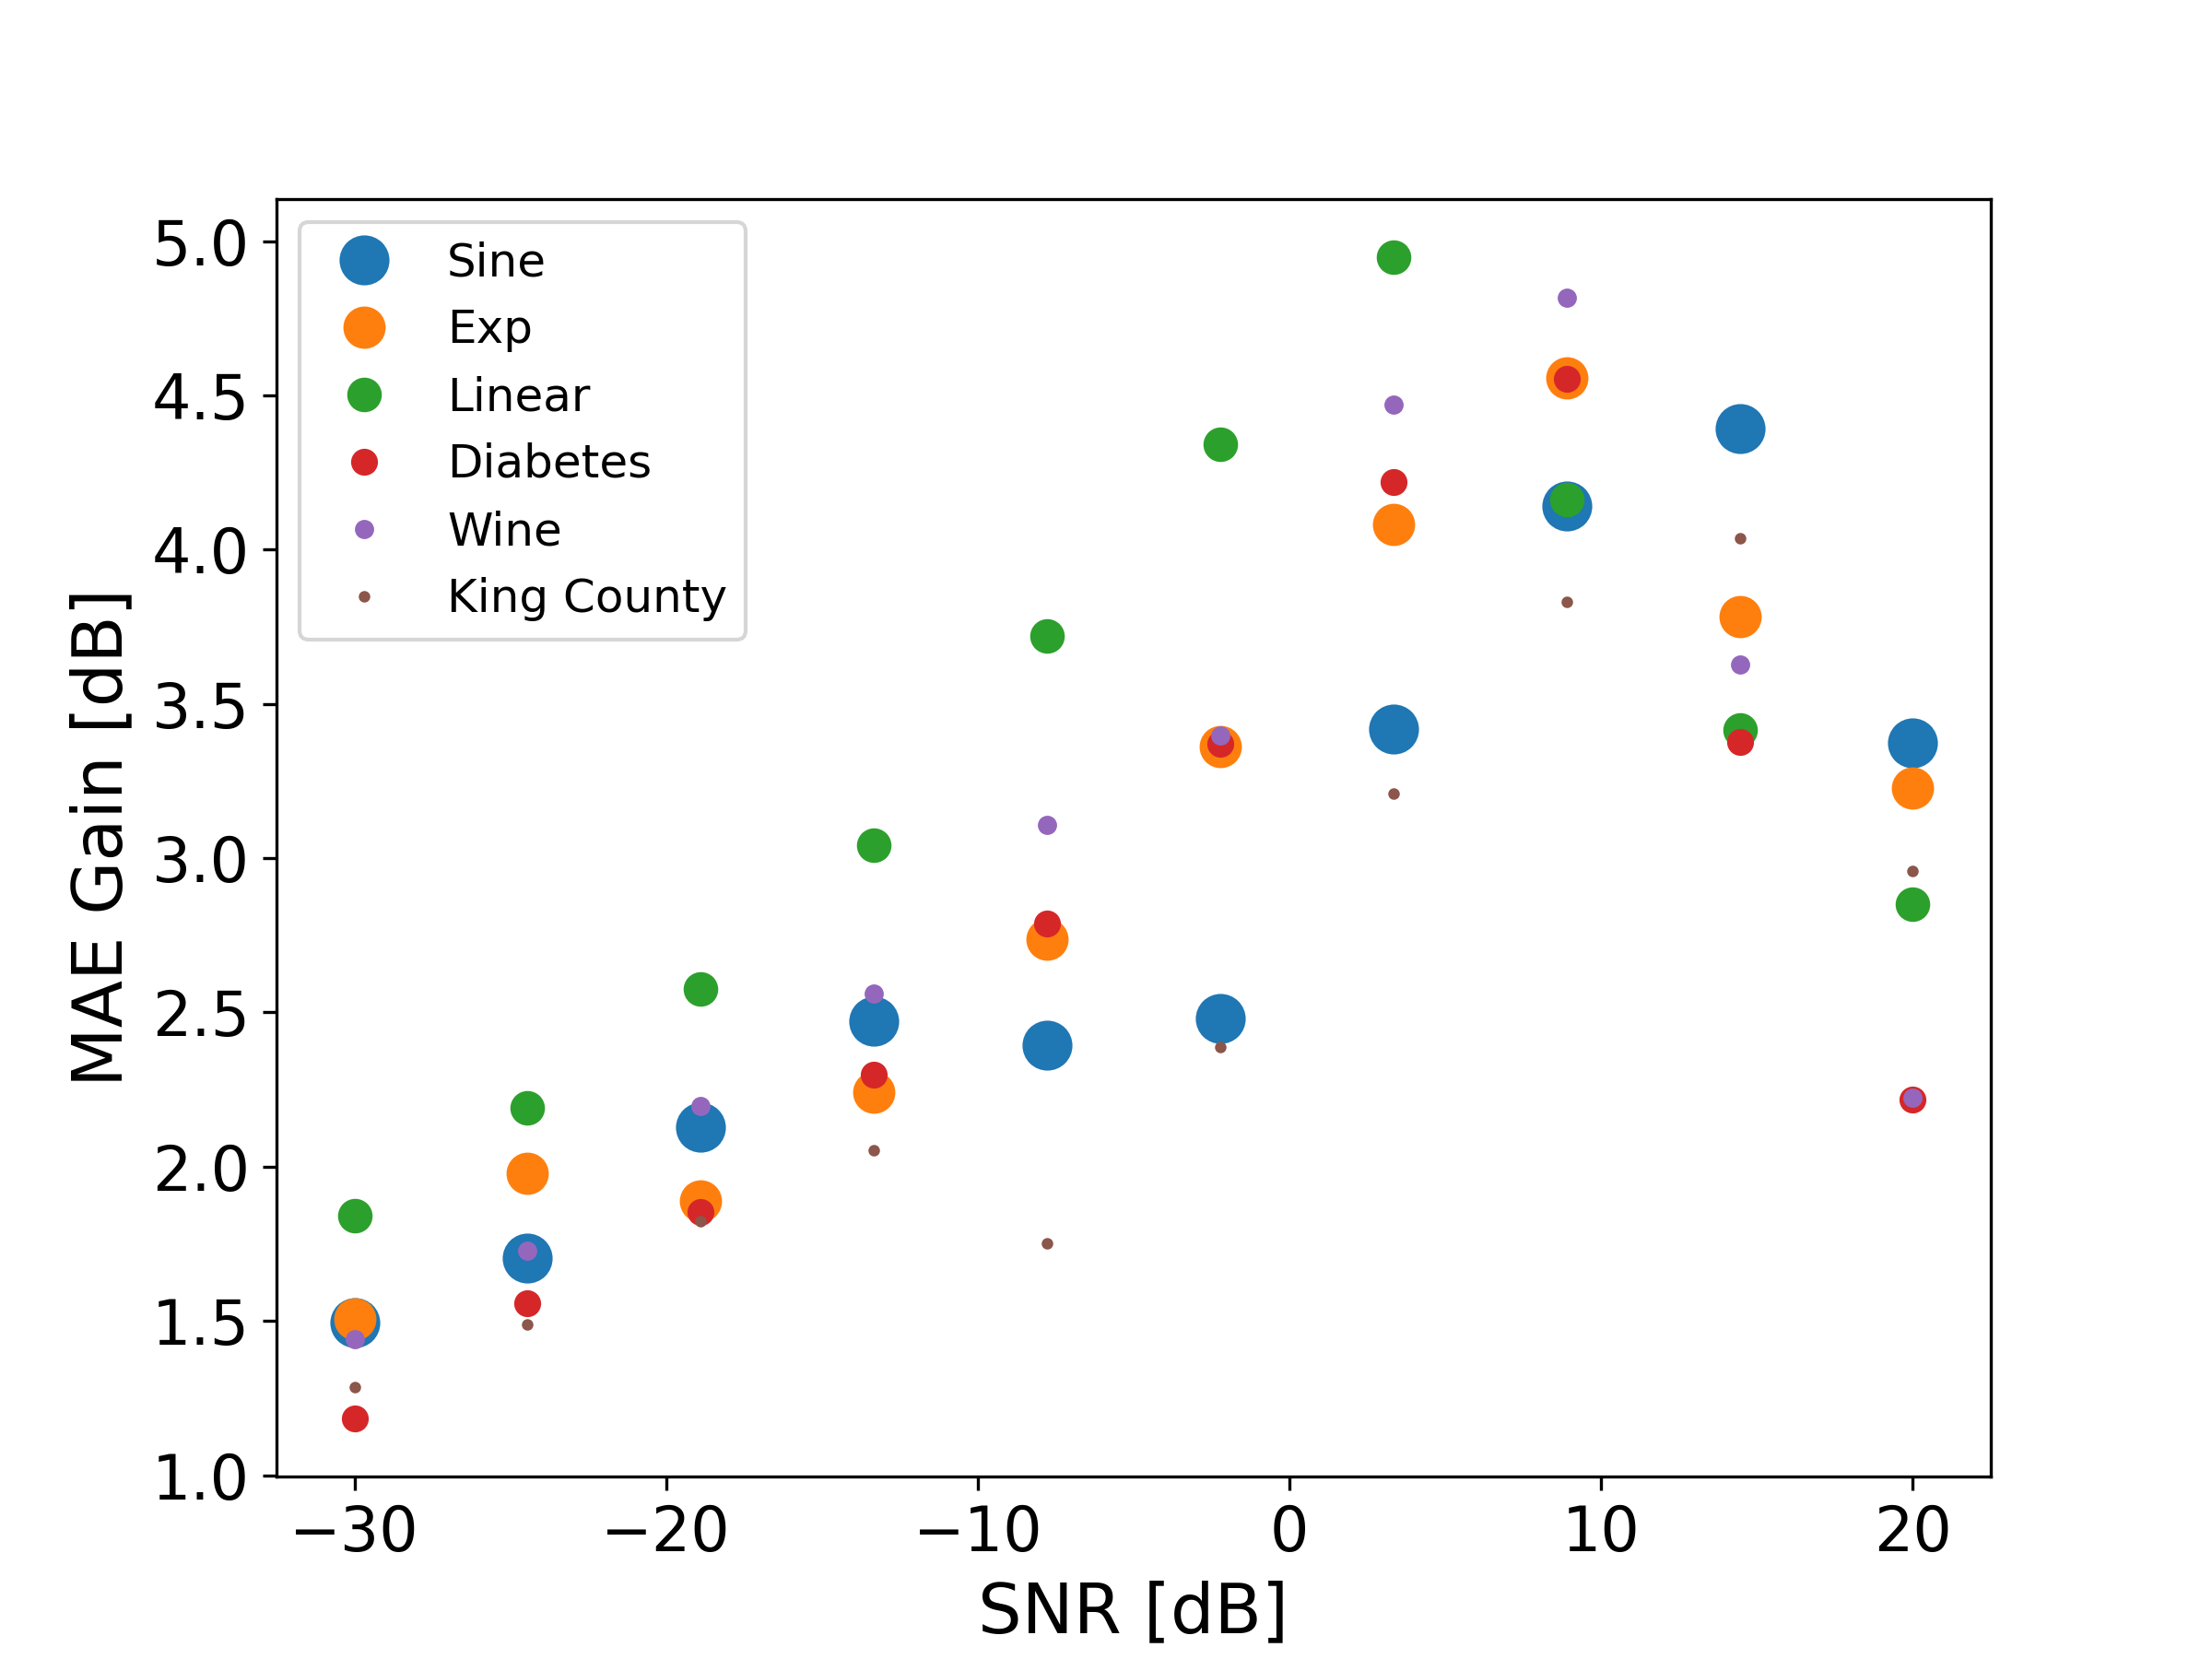 Sine
Exp
Linear
Diabetes
Wine
King County
MAE Gain [dB]
5.0
4.5
4.0
3.5
3.0
2.5
2.0
1.5
1.0
−30 −20 −10 0 10 20
SNR [dB]